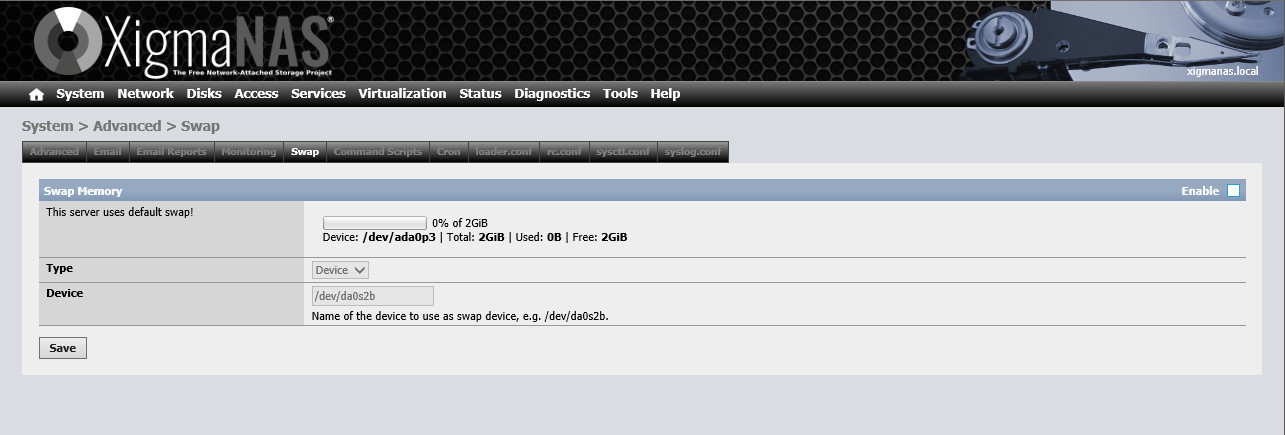 XigmaNAS®
The Free Network-Attached Storage Project
xigmanas.local
System Network Disks Access Services Virtualization Status Diagnostics Tools Help
System > Advanced > Swap
Advanced Email Email Reports Monitoring Swap Command Scripts Cron loader.conf rc.conf sysctl.conf syslog.conf
Swap Memory Enable
This server uses default swap!
0% of 2GiB
Device: /dev/ada0p3 | Total: 2GiB | Used: 0B | Free: 2GiB
Type Device
Device /dev/da0s2b
Name of the device to use as swap device, e.g. /dev/da0s2b.
Save